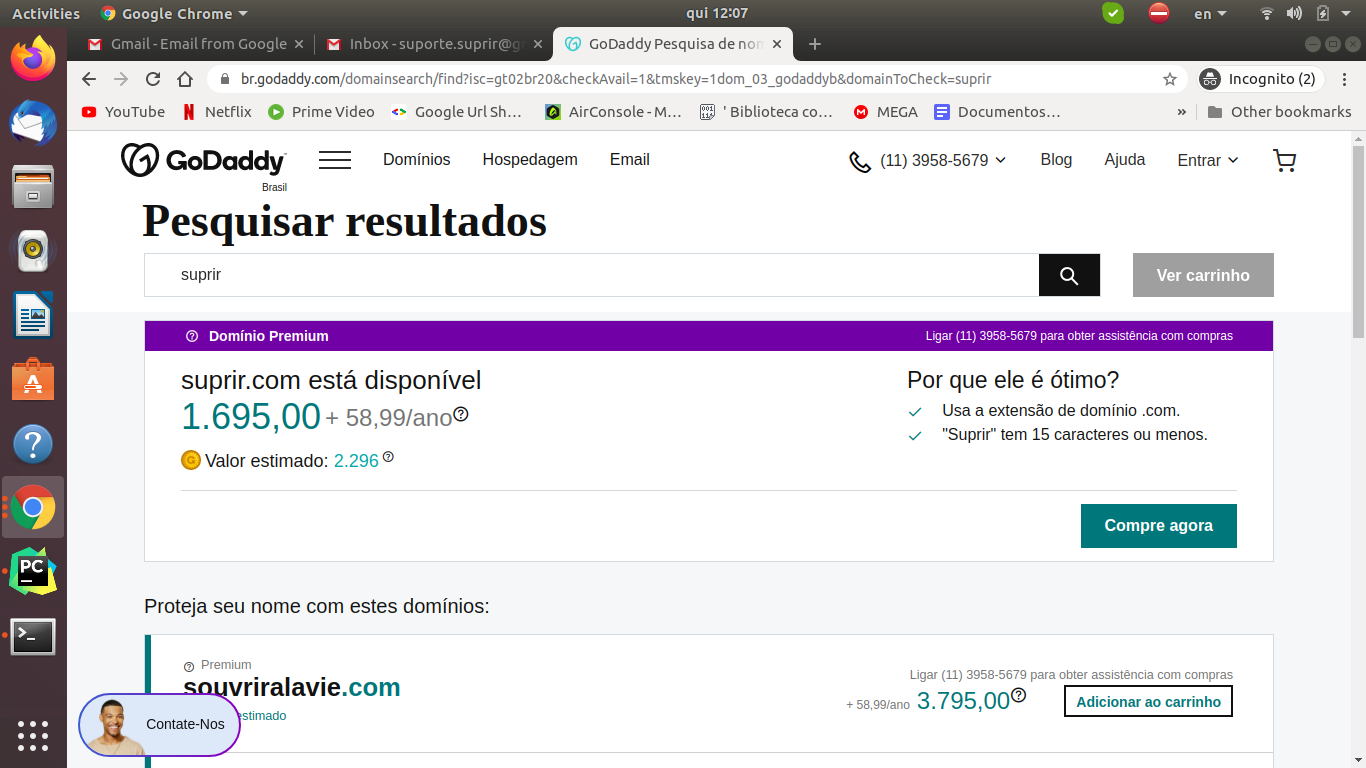 Activities Google Chrome qui 12:07 en
Gmail - Email from Google Inbox - suporte.suprir@g GoDaddy Pesquisa de nom
br.godaddy.com/domainsearch/find?isc=gt02br20&checkAvail=1&tmskey=1dom_03_godaddyb&domainToCheck=suprir Incognito (2)
YouTube Netflix Prime Video Google Url Sh... AirConsole - M... ' Biblioteca co... MEGA Documentos... » Other bookmarks
GoDaddy Domínios Hospedagem Email (11) 3958-5679 Blog Ajuda Entrar
Brasil
Pesquisar resultados
suprir Ver carrinho
Domínio Premium Ligar (11) 3958-5679 para obter assistência com compras
suprir.com está disponível Por que ele é ótimo?
1.695,00 + 58,99/ano Usa a extensão de domínio .com.
"Suprir" tem 15 caracteres ou menos.
Valor estimado: 2.296
Compre agora
Proteja seu nome com estes domínios:
Premium Ligar (11) 3958-5679 para obter assistência com compras
souvriralavie.com + 58,99/ano 3.795,00 Adicionar ao carrinho
estimado
Contate-Nos
PC